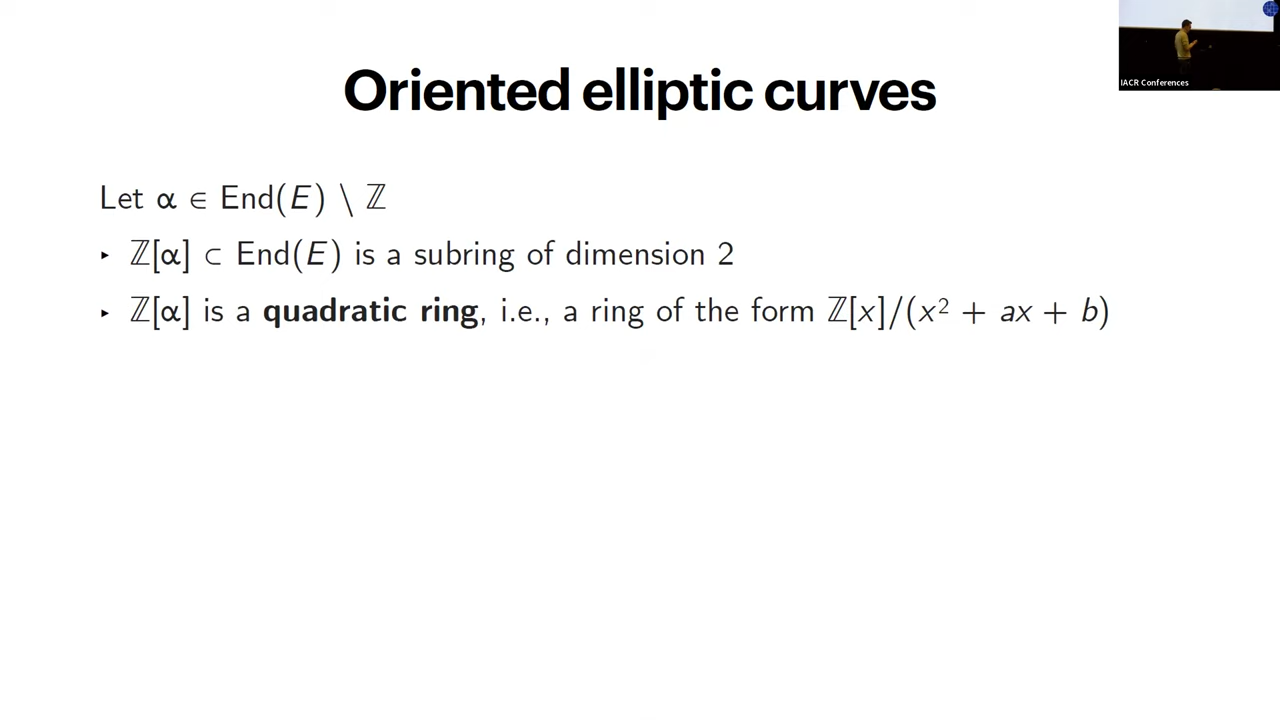 IACR Conferences
Oriented elliptic curves
Let α ∈ End(E) \ ℤ
‣ ℤ[α] ⊂ End(E) is a subring of dimension 2
‣ ℤ[α] is a quadratic ring, i.e., a ring of the form ℤ[x]/(x² + ax + b)